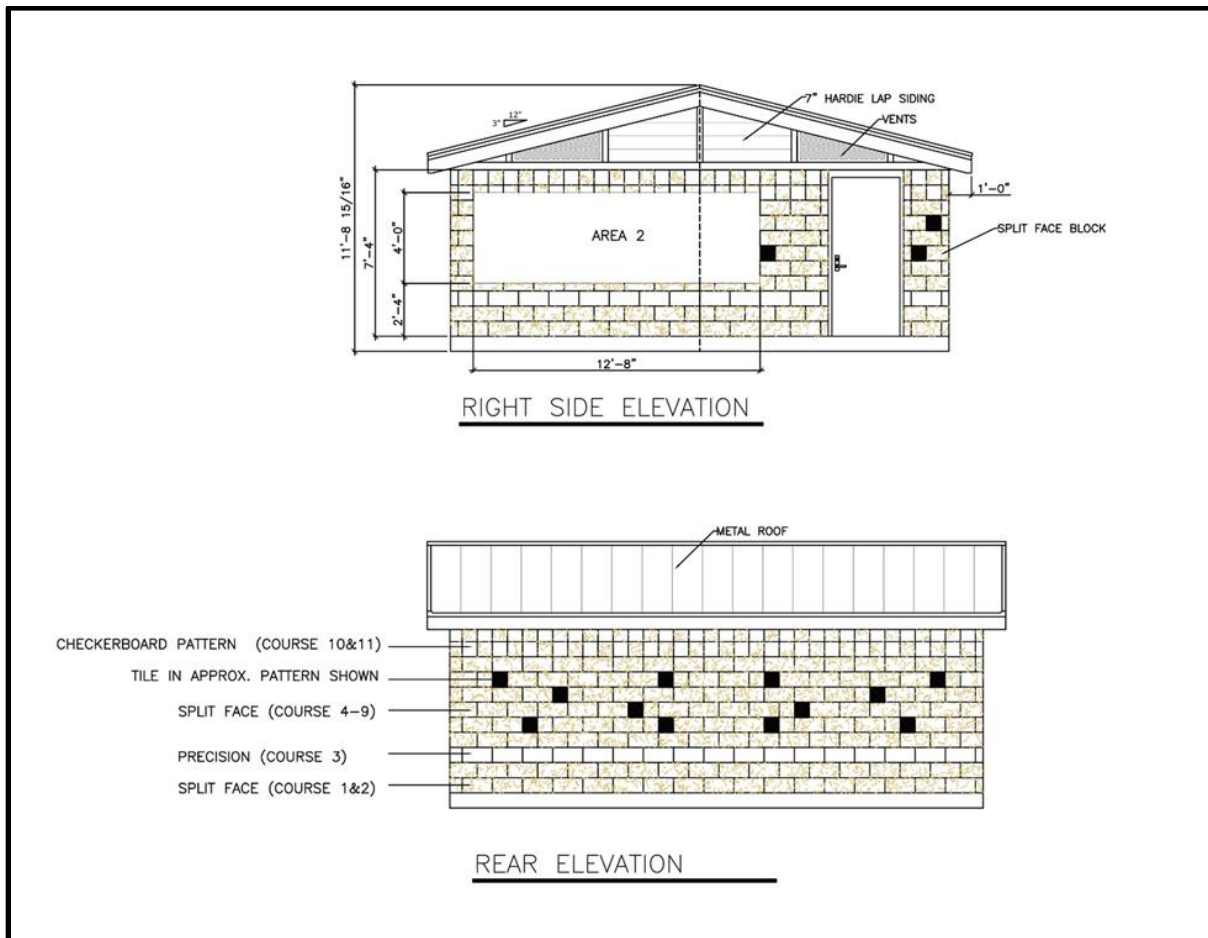 12"
3"
7" HARDIE LAP SIDING
VENTS
11'-8 15/16"
7'-4"
4'-0"
2'-4"
AREA 2
1'-0"
SPLIT FACE BLOCK
12'-8"
RIGHT SIDE ELEVATION
METAL ROOF
CHECKERBOARD PATTERN (COURSE 10&11)
TILE IN APPROX. PATTERN SHOWN
SPLIT FACE (COURSE 4-9)
PRECISION (COURSE 3)
SPLIT FACE (COURSE 1&2)
REAR ELEVATION